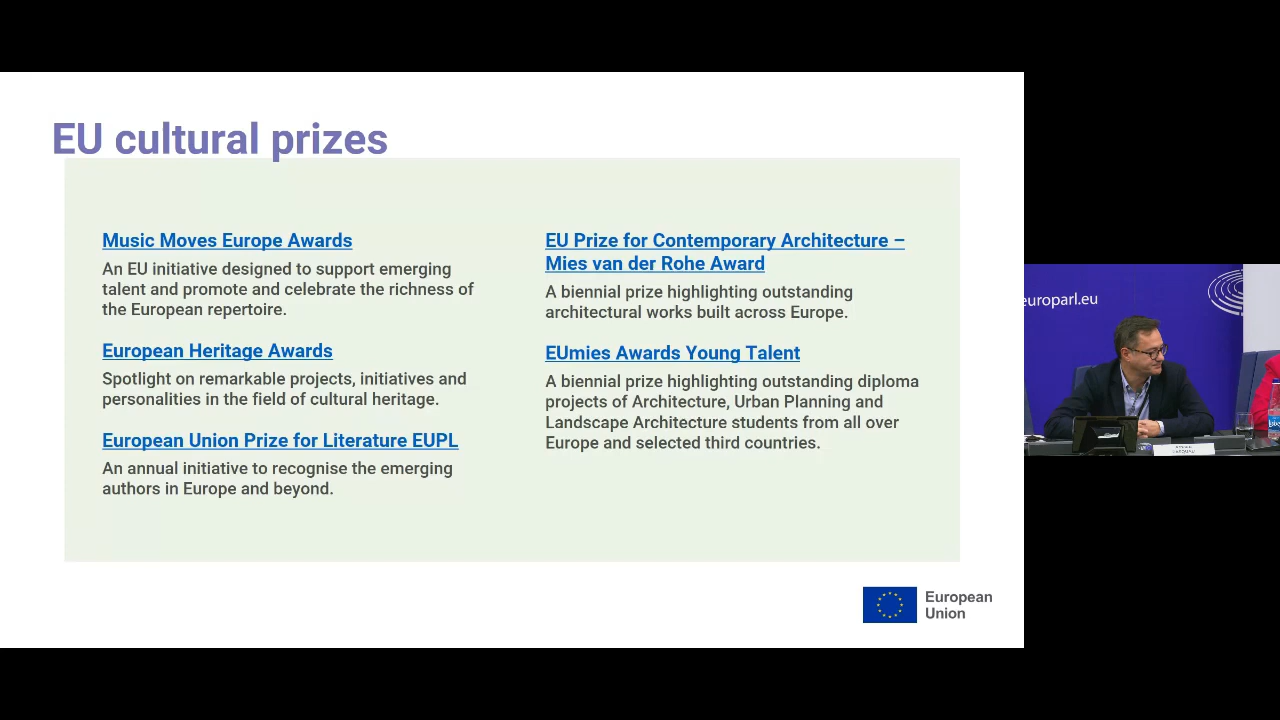 EU cultural prizes
Music Moves Europe Awards
An EU initiative designed to support emerging
talent and promote and celebrate the richness of
the European repertoire.
European Heritage Awards
Spotlight on remarkable projects, initiatives and
personalities in the field of cultural heritage.
European Union Prize for Literature EUPL
An annual initiative to recognise the emerging
authors in Europe and beyond.
EU Prize for Contemporary Architecture –
Mies van der Rohe Award
A biennial prize highlighting outstanding
architectural works built across Europe.
EUmies Awards Young Talent
A biennial prize highlighting outstanding diploma
projects of Architecture, Urban Planning and
Landscape Architecture students from all over
Europe and selected third countries.
European
Union
europarl.eu